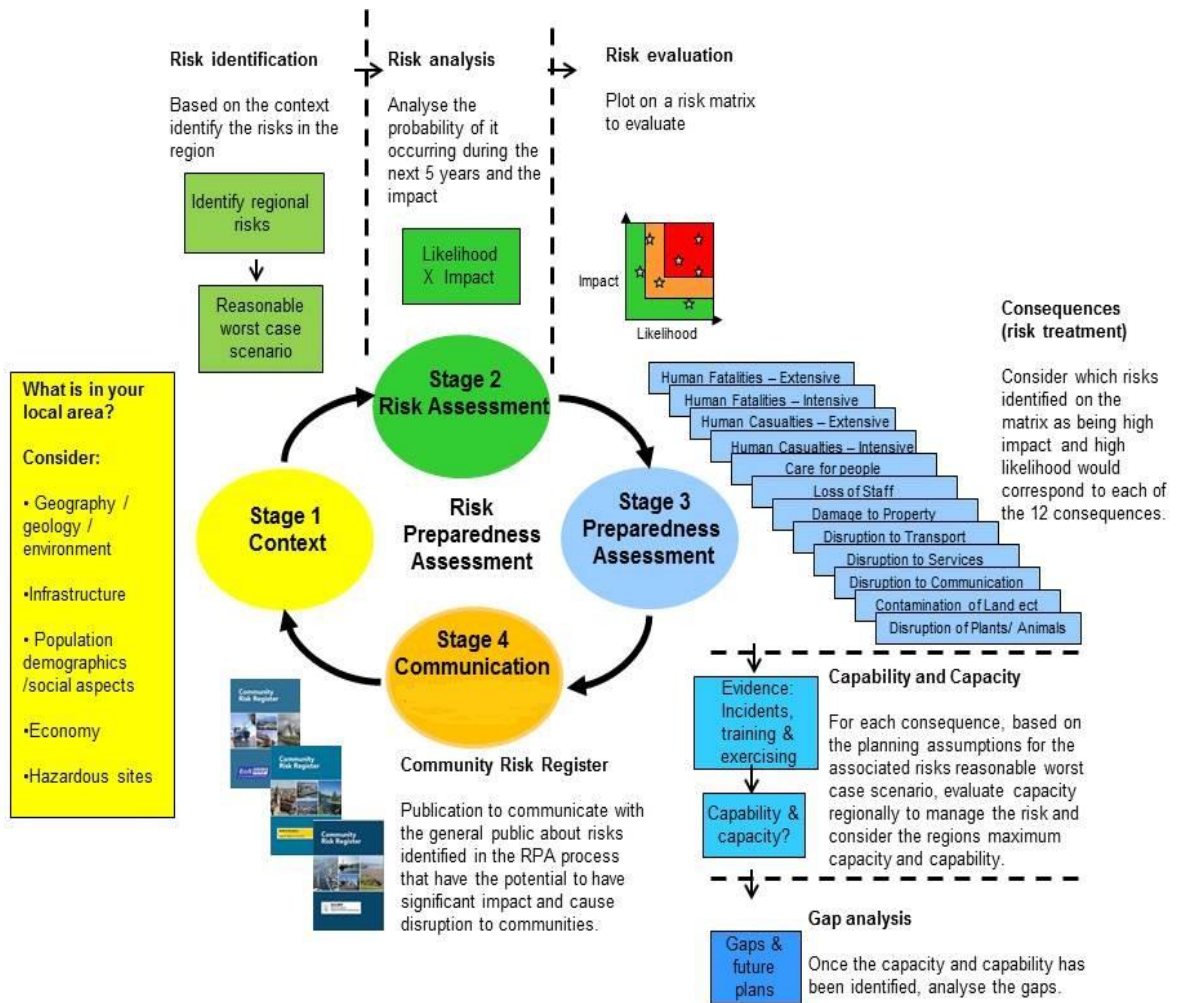 Risk identification
Based on the context
identify the risks in the
region
Identify regional
risks
Reasonable
worst case
scenario
Risk analysis
Analyse the
probability of it
occurring during the
next 5 years and the
impact
Likelihood
X Impact
Risk evaluation
Plot on a risk matrix
to evaluate
Impact
Likelihood
What is in your
local area?
Consider:
• Geography /
geology /
environment
•Infrastructure
• Population
demographics
/social aspects
•Economy
•Hazardous sites
Stage 1
Context
Stage 2
Risk Assessment
Risk
Preparedness
Assessment
Stage 3
Preparedness
Assessment
Stage 4
Communication
Consequences
(risk treatment)
Consider which risks
identified on the
matrix as being high
impact and high
likelihood would
correspond to each of
the 12 consequences.
Human Fatalities – Extensive
Human Fatalities – Intensive
Human Casualties – Extensive
Human Casualties – Intensive
Care for people
Loss of Staff
Damage to Property
Disruption to Transport
Disruption to Services
Disruption to Communication
Contamination of Land ect
Disruption of Plants/ Animals
Evidence:
Incidents,
training &
exercising
Capability &
capacity?
Capability and Capacity
For each consequence, based on
the planning assumptions for the
associated risks reasonable worst
case scenario, evaluate capacity
regionally to manage the risk and
consider the regions maximum
capacity and capability.
Gap analysis
Gaps &
future
plans
Once the capacity and capability has
been identified, analyse the gaps.
Community
Risk Register
Community
Risk Register
Community
Risk Register
Community Risk Register
Publication to communicate with
the general public about risks
identified in the RPA process
that have the potential to have
significant impact and cause
disruption to communities.